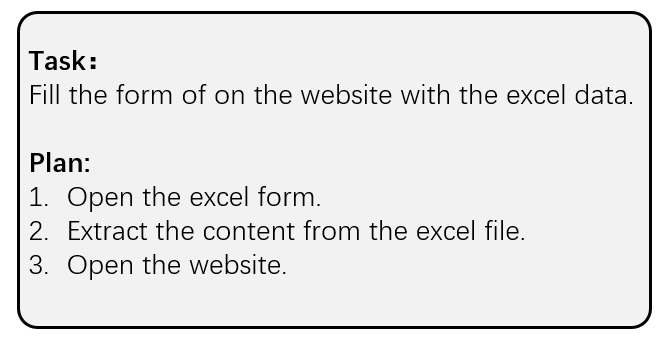 Task：
Fill the form of on the website with the excel data.
Plan:
1. Open the excel form.
2. Extract the content from the excel file.
3. Open the website.